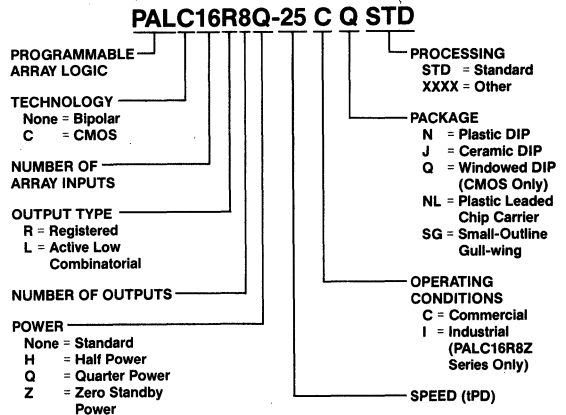 PALC16R8Q-25 C Q STD
PROGRAMMABLE
ARRAY LOGIC
TECHNOLOGY
None = Bipolar
C = CMOS
NUMBER OF
ARRAY INPUTS
OUTPUT TYPE
R = Registered
L = Active Low
Combinatorial
NUMBER OF OUTPUTS
POWER
None = Standard
H = Half Power
Q = Quarter Power
Z = Zero Standby
Power
PROCESSING
STD = Standard
XXXX = Other
PACKAGE
N = Plastic DIP
J = Ceramic DIP
Q = Windowed DIP
(CMOS Only)
NL = Plastic Leaded
Chip Carrier
SG = Small-Outline
Gull-wing
OPERATING
CONDITIONS
C = Commercial
I = Industrial
(PALC16R8Z
Series Only)
SPEED (tPD)